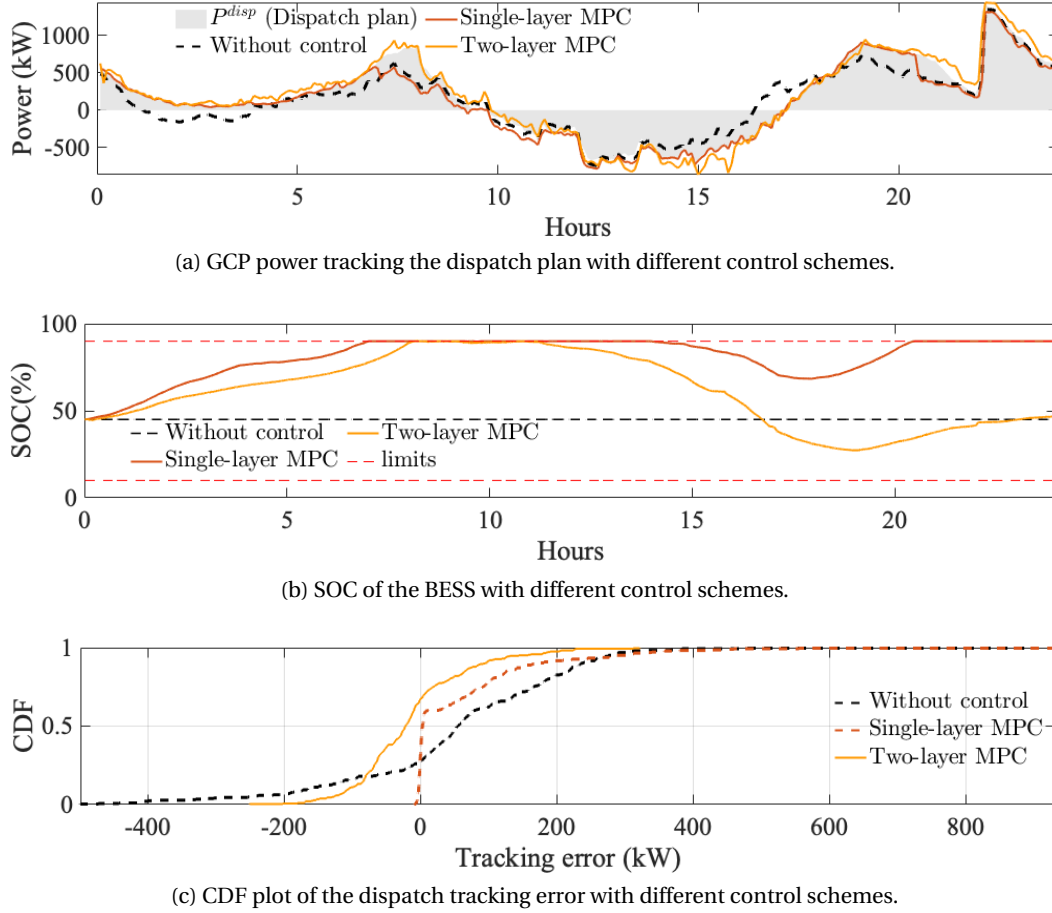 P^disp (Dispatch plan) Single-layer MPC
Without control Two-layer MPC
1000
500
0
-500
Power (kW)
0 5 10 15 20
Hours
(a) GCP power tracking the dispatch plan with different control schemes.
100
50
0
SOC(%)
Without control Two-layer MPC
Single-layer MPC limits
0 5 10 15 20
Hours
(b) SOC of the BESS with different control schemes.
1
0.5
0
CDF
Without control
Single-layer MPC
Two-layer MPC
-400 -200 0 200 400 600 800
Tracking error (kW)
(c) CDF plot of the dispatch tracking error with different control schemes.